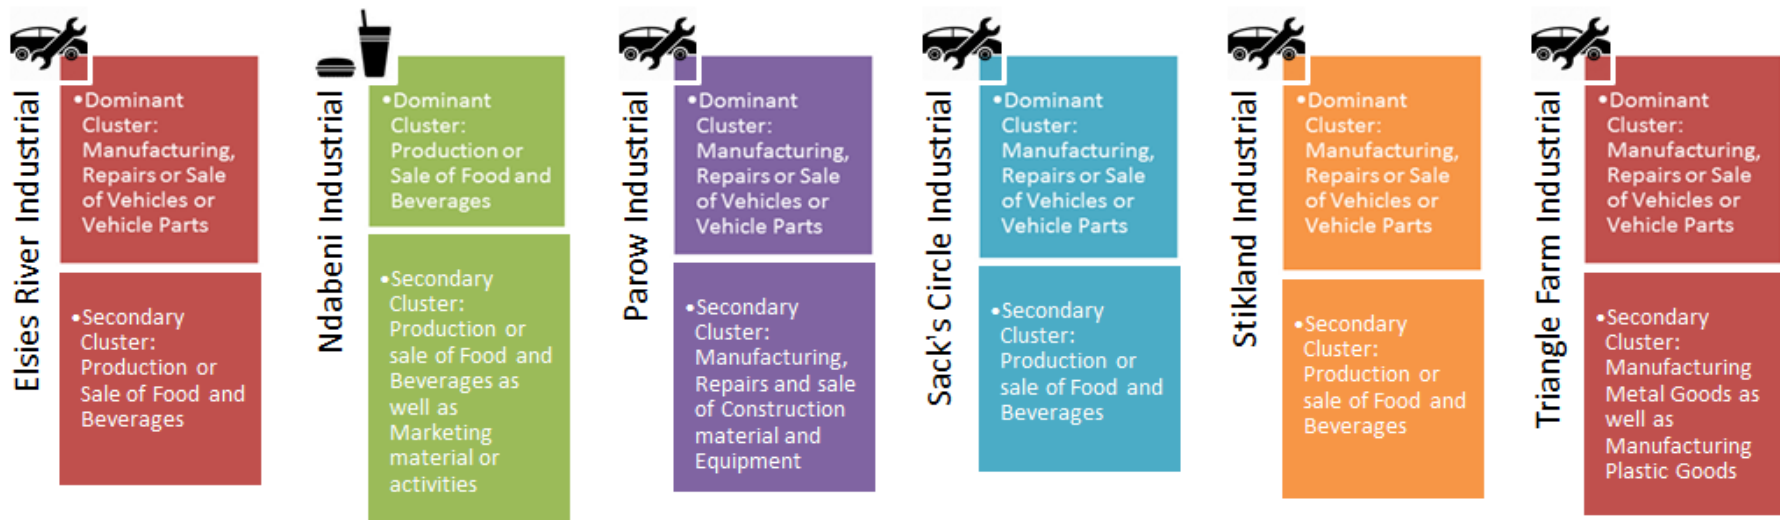 Elsies River Industrial
•Dominant
Cluster:
Manufacturing,
Repairs or Sale
of Vehicles or
Vehicle Parts
•Secondary
Cluster:
Production or
Sale of Food and
Beverages
Ndabeni Industrial
•Dominant
Cluster:
Production or
Sale of Food and
Beverages
•Secondary
Cluster:
Production or
sale of Food and
Beverages as
well as
Marketing
material or
activities
Parow Industrial
•Dominant
Cluster:
Manufacturing,
Repairs or Sale
of Vehicles or
Vehicle Parts
•Secondary
Cluster:
Manufacturing,
Repairs and sale
of Construction
material and
Equipment
Sack's Circle Industrial
•Dominant
Cluster:
Manufacturing,
Repairs or Sale
of Vehicles or
Vehicle Parts
•Secondary
Cluster:
Production or
sale of Food and
Beverages
Stikland Industrial
•Dominant
Cluster:
Manufacturing,
Repairs or Sale
of Vehicles or
Vehicle Parts
•Secondary
Cluster:
Production or
sale of Food and
Beverages
Triangle Farm Industrial
•Dominant
Cluster:
Manufacturing,
Repairs or Sale
of Vehicles or
Vehicle Parts
•Secondary
Cluster:
Manufacturing
Metal Goods as
well as
Manufacturing
Plastic Goods